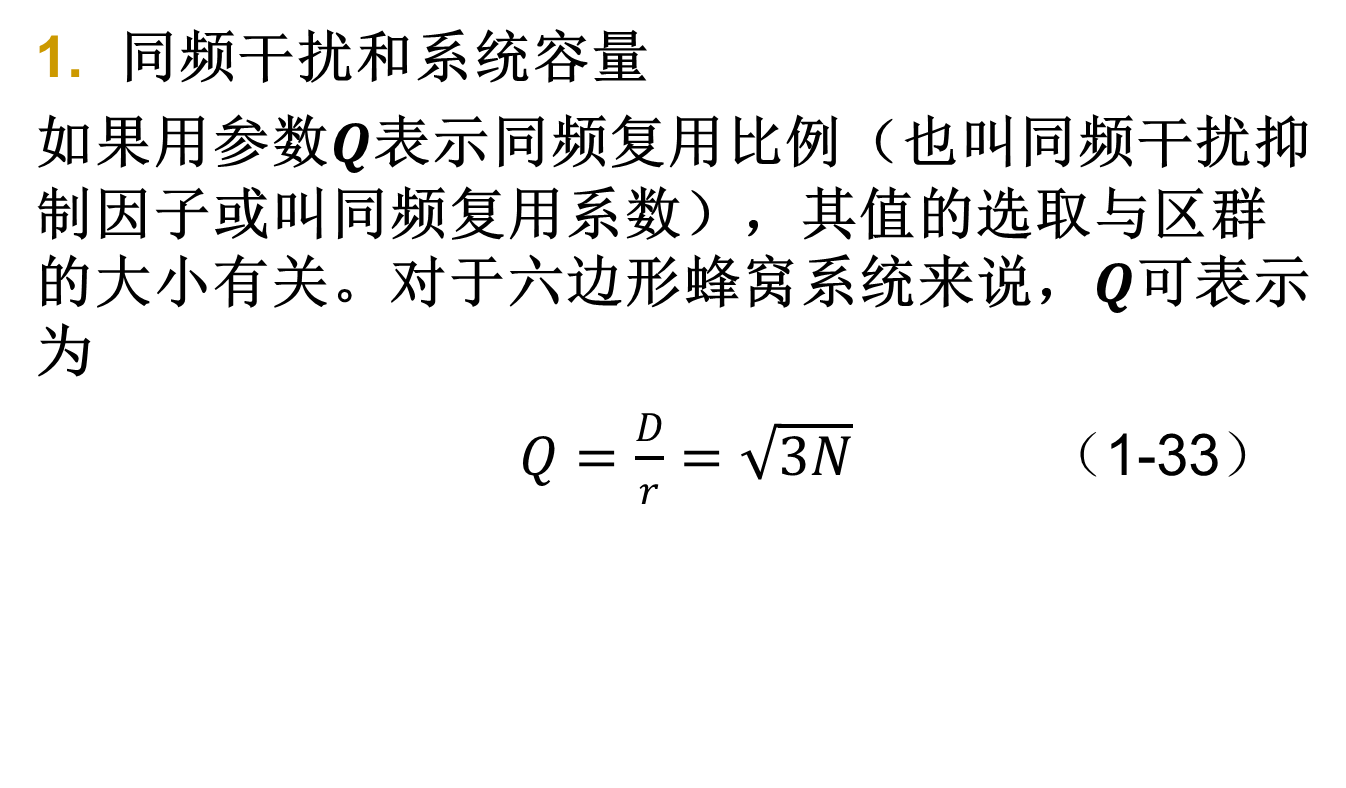 1. 同频干扰和系统容量
如果用参数Q表示同频复用比例（也叫同频干扰抑
制因子或叫同频复用系数），其值的选取与区群
的大小有关。对于六边形蜂窝系统来说，Q可表示
为
Q = D/r = √3N （1-33）